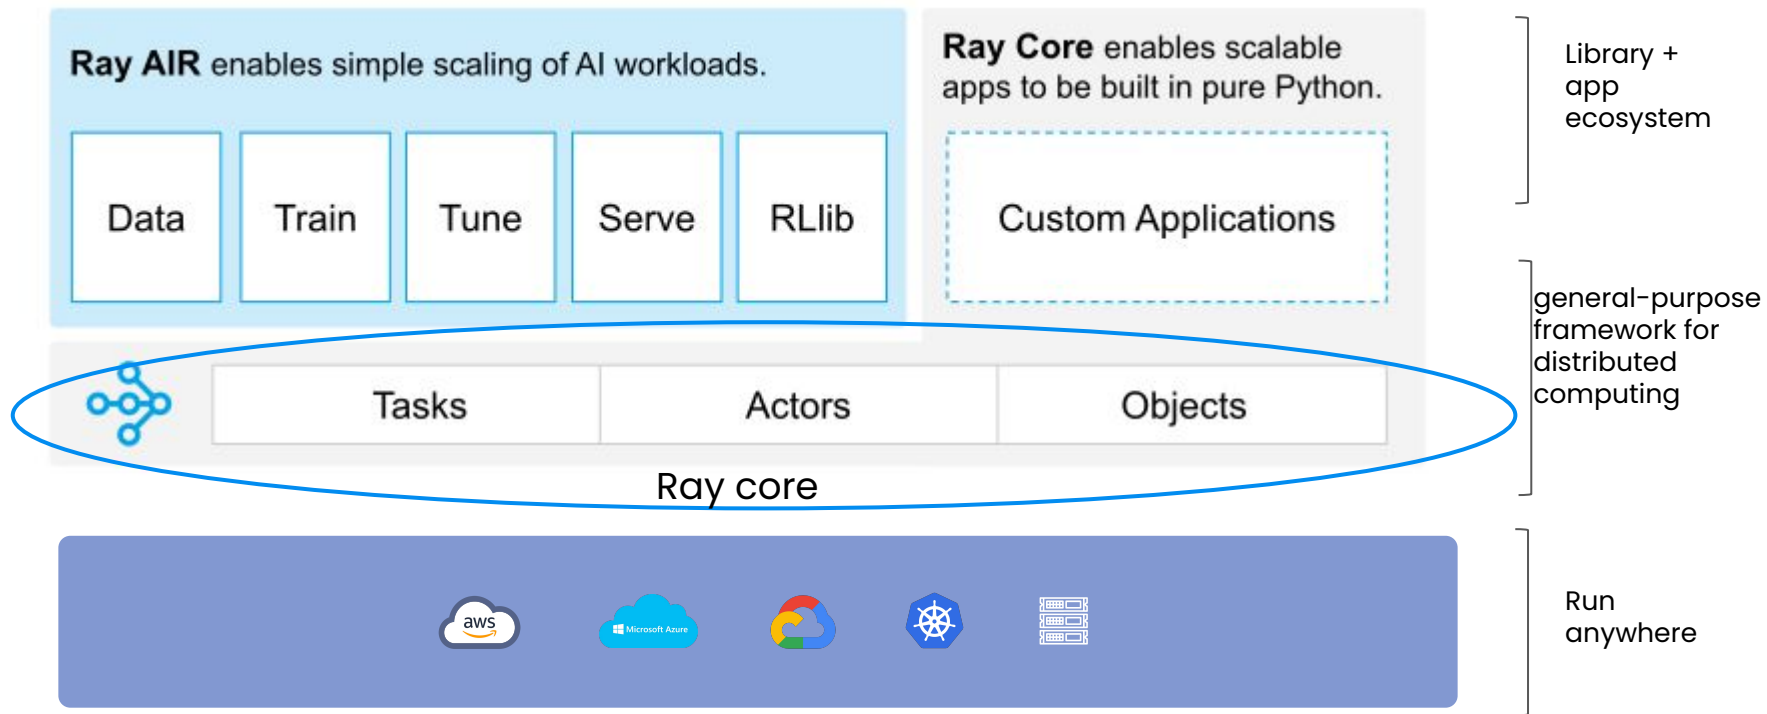 Ray AIR enables simple scaling of AI workloads.
Ray Core enables scalable
apps to be built in pure Python.
Library +
app
ecosystem
Data
Train
Tune
Serve
RLlib
Custom Applications
general-purpose
framework for
distributed
computing
Tasks
Actors
Objects
Ray core
aws
Microsoft Azure
Run
anywhere